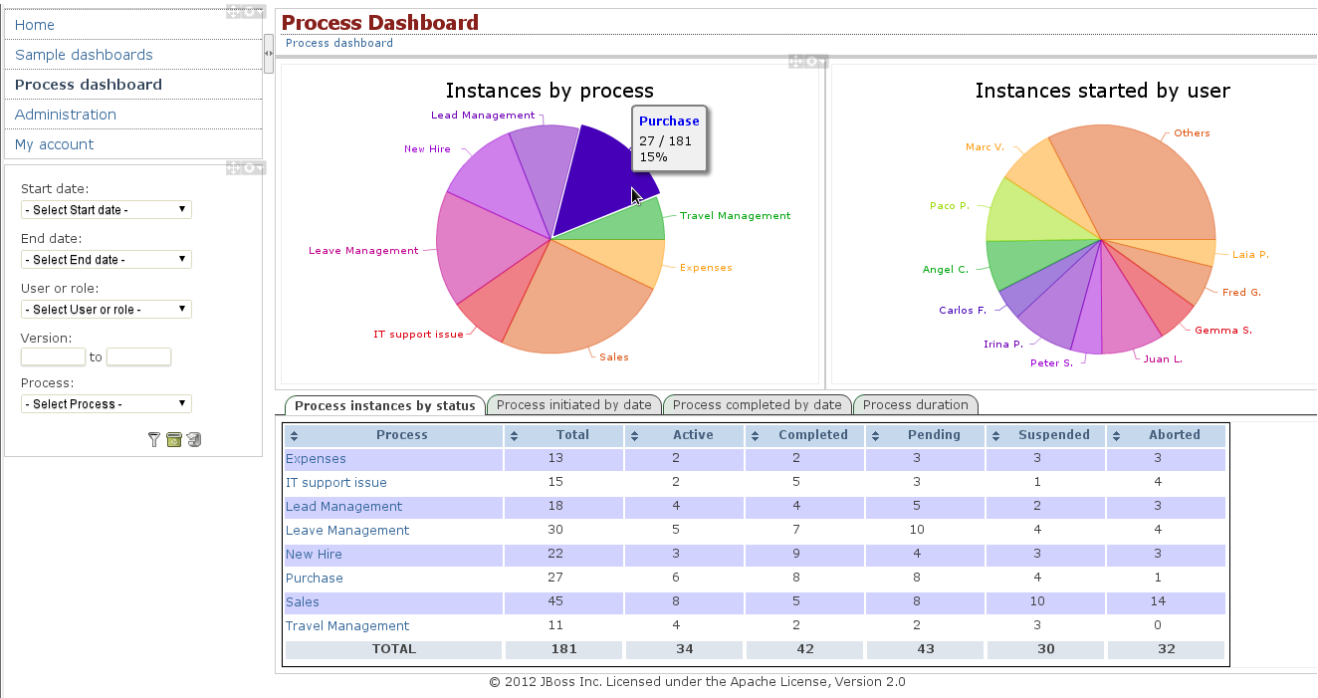 Home
Sample dashboards
Process dashboard
Administration
My account
Start date:
- Select Start date -
End date:
- Select End date -
User or role:
- Select User or role -
Version:
to
Process:
- Select Process -
Process Dashboard
Process dashboard
Instances by process
Lead Management
New Hire
Leave Management
IT support issue
Sales
Expenses
Travel Management
Purchase
27 / 181
15%
Instances started by user
Others
Marc V.
Paco P.
Angel C.
Carlos F.
Irina P.
Peter S.
Juan L.
Gemma S.
Fred G.
Laia P.
Process instances by status Process initiated by date Process completed by date Process duration
Process Total Active Completed Pending Suspended Aborted
Expenses 13 2 2 3 3 3
IT support issue 15 2 5 3 1 4
Lead Management 18 4 4 5 2 3
Leave Management 30 5 7 10 4 4
New Hire 22 3 9 4 3 3
Purchase 27 6 8 8 4 1
Sales 45 8 5 8 10 14
Travel Management 11 4 2 2 3 0
TOTAL 181 34 42 43 30 32
© 2012 JBoss Inc. Licensed under the Apache License, Version 2.0